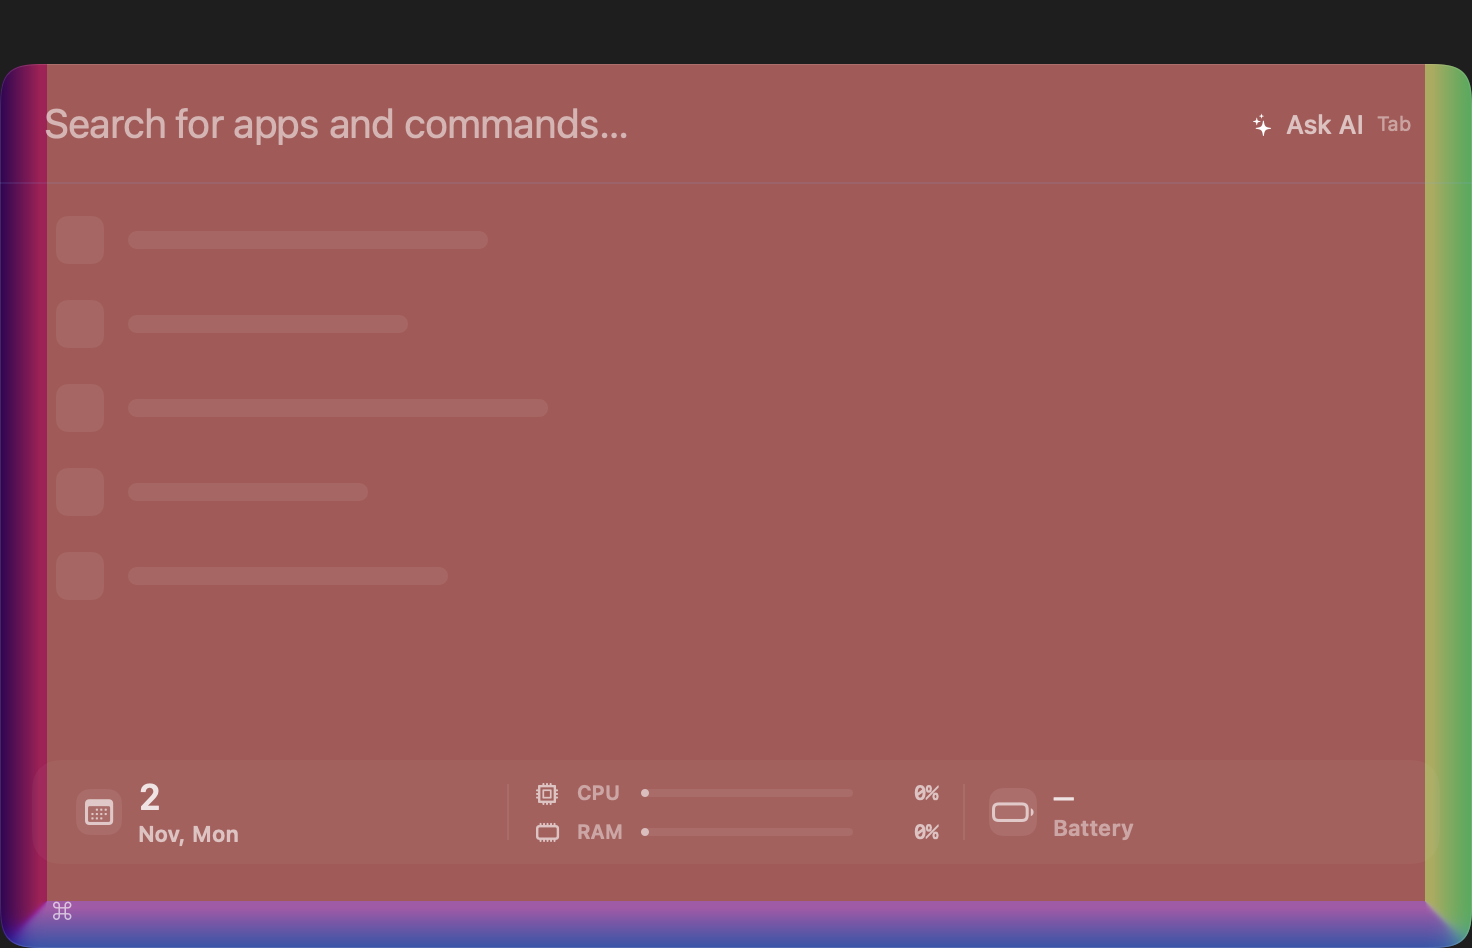 Search for apps and commands...
Ask AI Tab
2
Nov, Mon
CPU 0%
RAM 0%
–
Battery
⌘